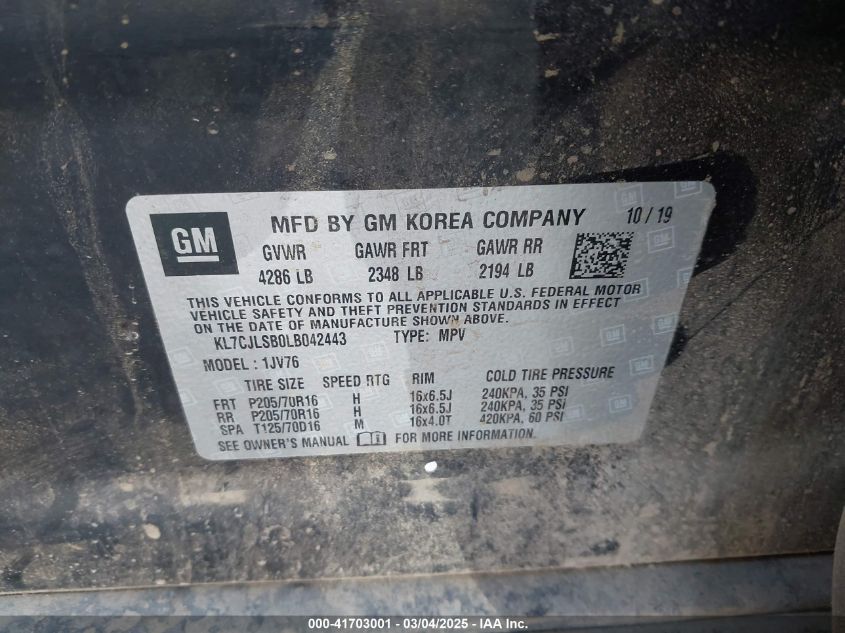 GM
MFD BY GM KOREA COMPANY 10/19
GVWR GAWR FRT GAWR RR
4286 LB 2348 LB 2194 LB
THIS VEHICLE CONFORMS TO ALL APPLICABLE U.S. FEDERAL MOTOR
VEHICLE SAFETY AND THEFT PREVENTION STANDARDS IN EFFECT
ON THE DATE OF MANUFACTURE SHOWN ABOVE.
KL7CJLSB0LB042443 TYPE: MPV
MODEL: 1JV76
TIRE SIZE SPEED RTG RIM COLD TIRE PRESSURE
FRT P205/70R16 H 16x6.5J 240KPA, 35 PSI
RR P205/70R16 H 16x6.5J 240KPA, 35 PSI
SPA T125/70D16 M 16x4.0T 420KPA, 60 PSI
SEE OWNER'S MANUAL FOR MORE INFORMATION.
000-41703001 - 03/04/2025 - IAA Inc.